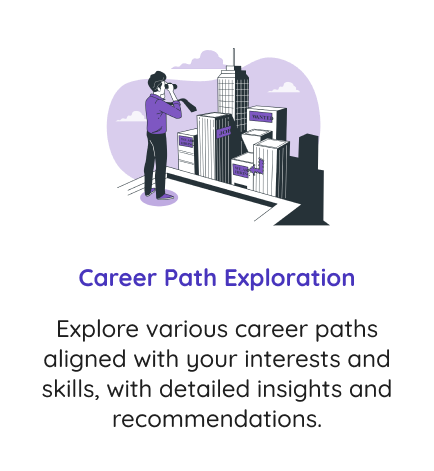 Career Path Exploration
Explore various career paths
aligned with your interests and
skills, with detailed insights and
recommendations.